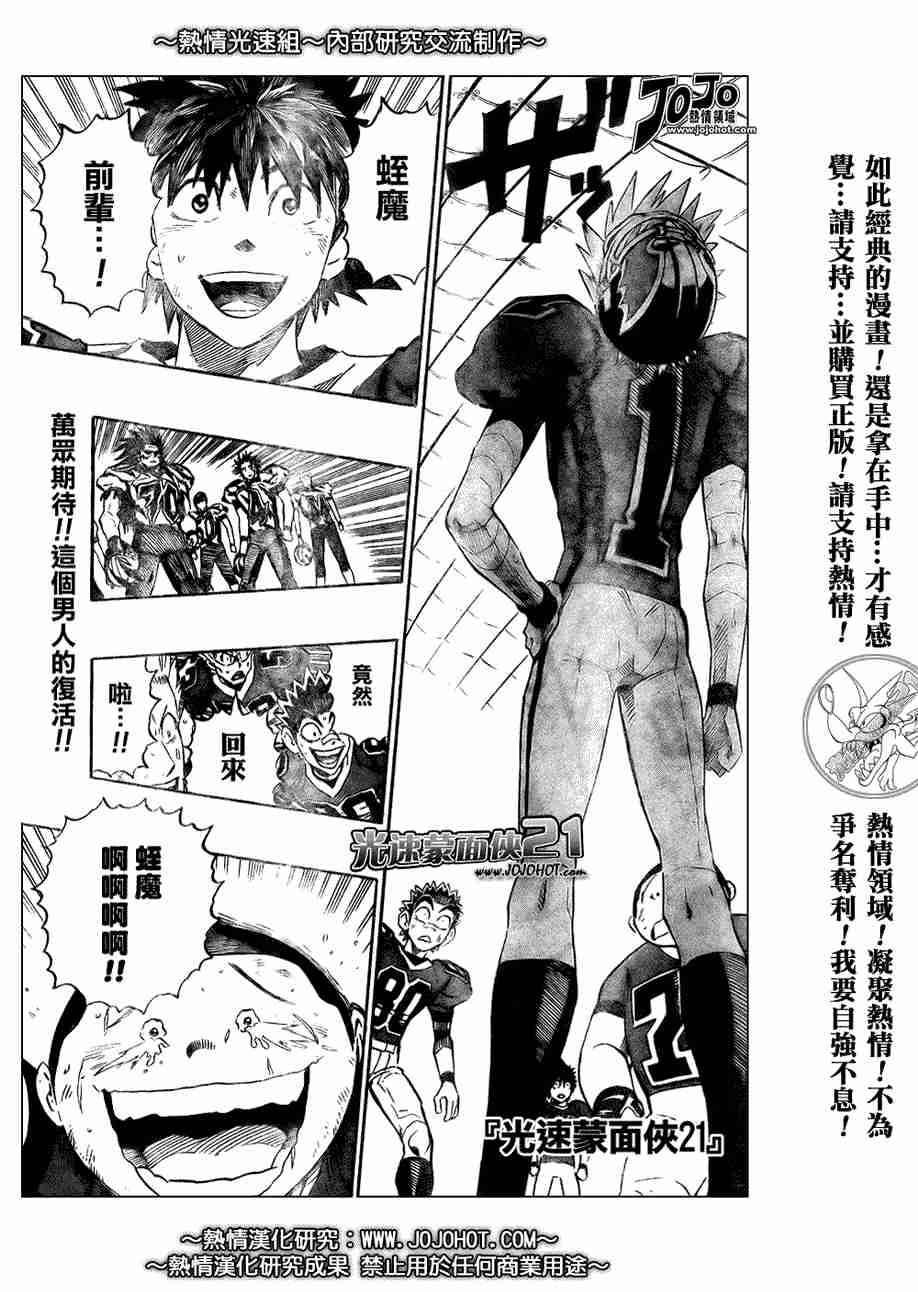 ～熱情光速組～內部研究交流制作～
JOJO
熱情領域
www.jojohot.com
如此經典的漫畫！還是拿在手中…才有感
覺…請支持…並購買正版！請支持熱情！
熱情領域！凝聚熱情！不為
爭名奪利！我要自強不息！
ザッ
1
蛭魔
前輩…！
萬眾期待!!這個男人的復活!!
竟然
回來
啦…!!
光速蒙面俠21
www.JOJOHOT.com
蛭魔
啊啊啊啊!!
80
7
『光速蒙面俠21』
～熱情漢化研究：WWW.JOJOHOT.COM～
～熱情漢化研究成果 禁止用於任何商業用途～